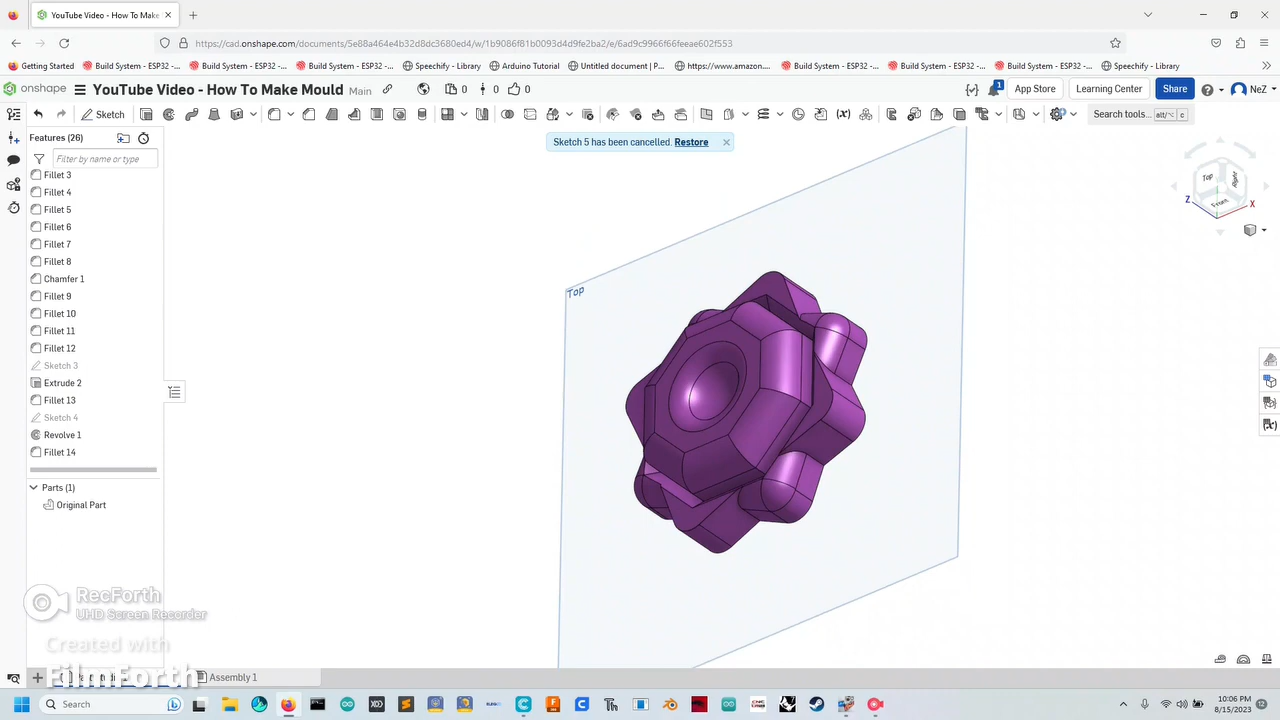 YouTube Video - How To Make
https://cad.onshape.com/documents/5e88a464e4b32d8dc3680ed4/w/1b9086f81b0093d4d9fe2ba2/e/6ad9c9966f66feeae602f553
Getting Started
Build System - ESP32 -...
Build System - ESP32 -...
Build System - ESP32 -...
Speechify - Library
Arduino Tutorial
Untitled document | P...
https://www.amazon....
Build System - ESP32 -...
Build System - ESP32 -...
Build System - ESP32 -...
Speechify - Library
onshape
YouTube Video - How To Make Mould
Main
0
0
0
1
App Store
Learning Center
Share
NeZ
Sketch
(x)
Search tools...
alt/⌥
c
Features (26)
Filter by name or type
Sketch 5 has been cancelled. Restore
Fillet 3
Fillet 4
Fillet 5
Fillet 6
Fillet 7
Fillet 8
Chamfer 1
Fillet 9
Fillet 10
Fillet 11
Fillet 12
Sketch 3
Extrude 2
Fillet 13
Sketch 4
Revolve 1
Fillet 14
Parts (1)
Original Part
Top
Top
Right
Front
Z
X
(x)
RecForth
UHD Screen Recorder
Created with
FilmForth
Assembly 1
Search
10:06 PM
8/15/2023